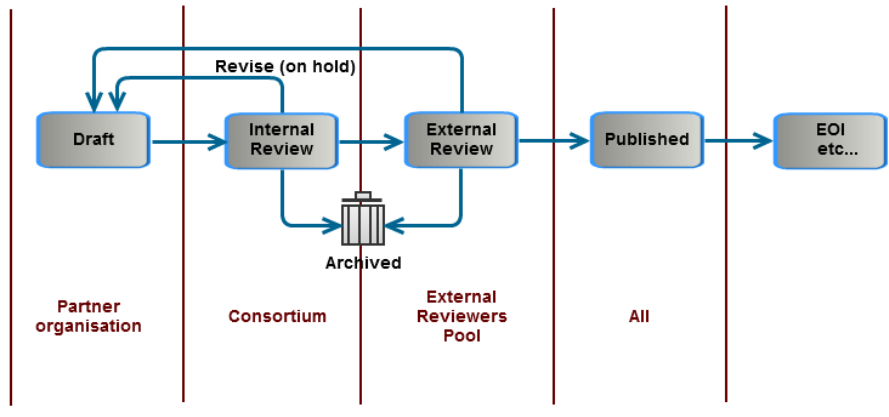 Revise (on hold)
Draft
Internal
Review
External
Review
Published
EOI
etc...
Archived
Partner
organisation
Consortium
External
Reviewers
Pool
All